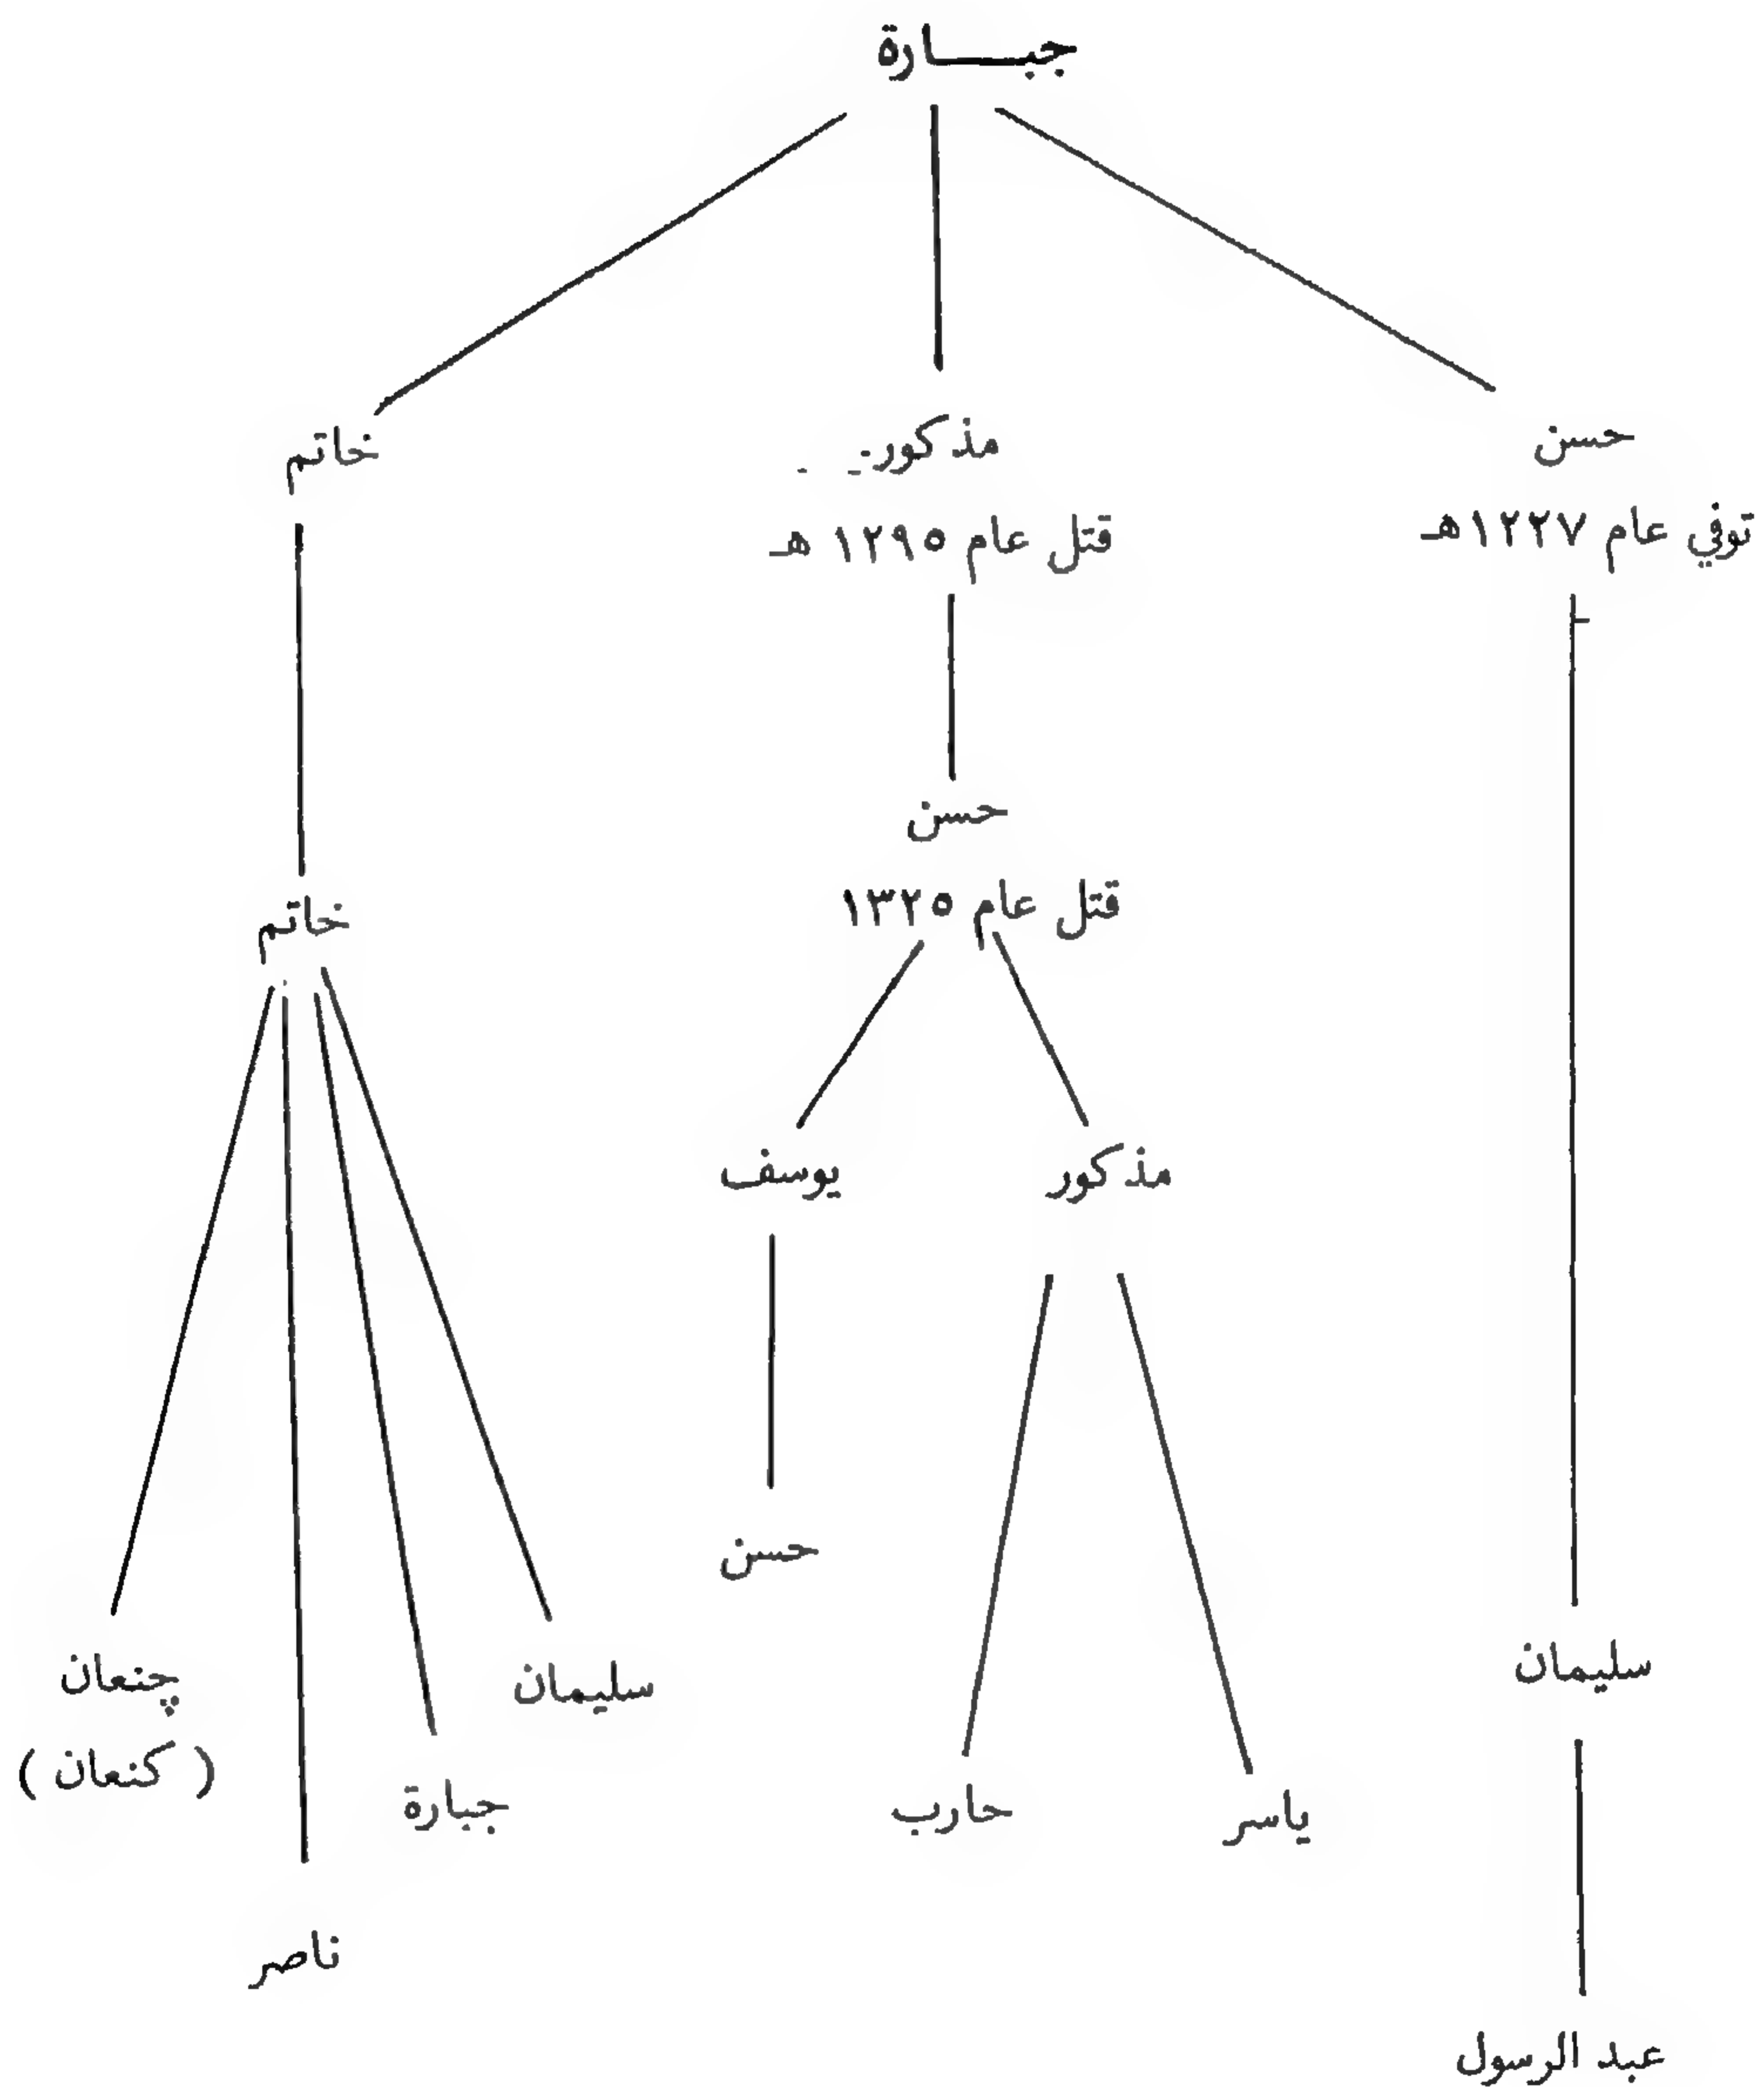 جبـــارة
حسن
مذكور
خاتم
توفي عام ١٢٢٧هـ
قتل عام ١٢٩٥ هـ
حسن
قتل عام ١٣٢٥
خاتم
مذكور
يوسف
حسن
سليمان
سليمان
چنعان
(كنعان)
ياسر
حارب
جبارة
ناصر
عبد الرسول